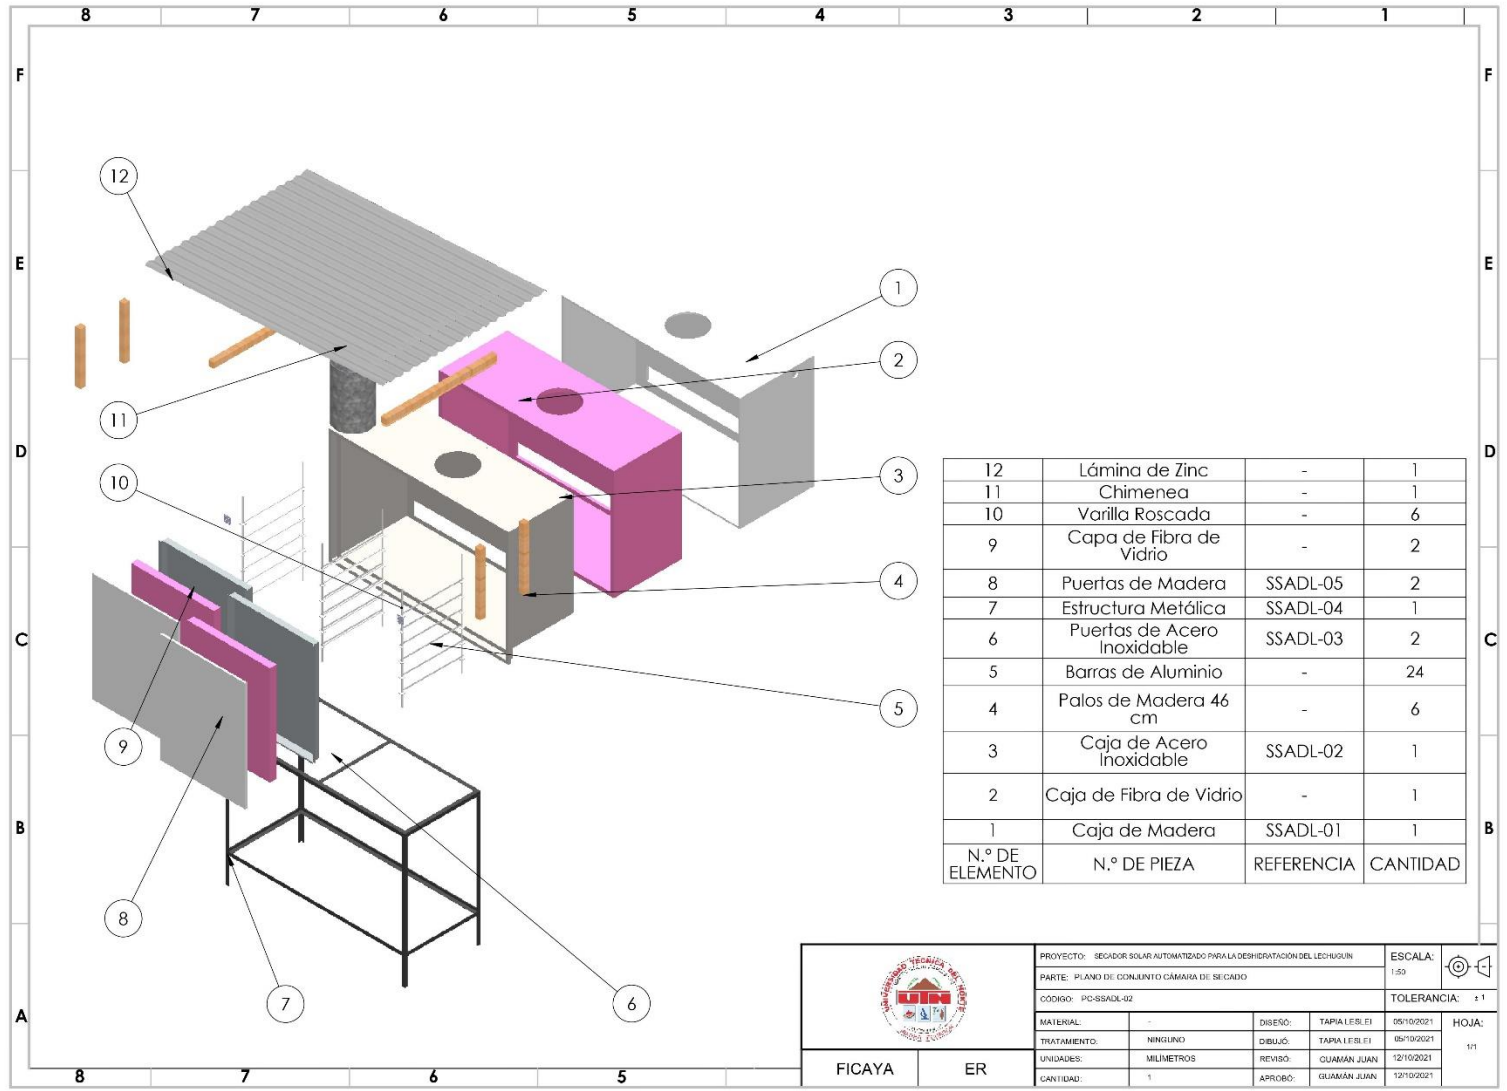 8 7 6 5 4 3 2 1
F F
E E
D D
C C
B B
A
12
1
2
11
3
10
4
5
9
8
7
6
12 Lámina de Zinc - 1
11 Chimenea - 1
10 Varilla Roscada - 6
9 Capa de Fibra de
Vidrio - 2
8 Puertas de Madera SSADL-05 2
7 Estructura Metálica SSADL-04 1
6 Puertas de Acero
Inoxidable SSADL-03 2
5 Barras de Aluminio - 24
4 Palos de Madera 46
cm - 6
3 Caja de Acero
Inoxidable SSADL-02 1
2 Caja de Fibra de Vidrio - 1
1 Caja de Madera SSADL-01 1
N.º DE
ELEMENTO N.º DE PIEZA REFERENCIA CANTIDAD
UNIVERSIDAD TÉCNICA DEL NORTE
UTN
FICAYA ER
PROYECTO: SECADOR SOLAR AUTOMATIZADO PARA LA DESHIDRATACIÓN DEL LECHUGUÍN
ESCALA:
1:50
PARTE: PLANO DE CONJUNTO CÁMARA DE SECADO
CÓDIGO: PC-SSADL-02
TOLERANCIA: ± 1
MATERIAL: - DISEÑO: TAPIA LESLEI 05/10/2021
HOJA:
1/1
TRATAMIENTO: NINGUNO DIBUJÓ: TAPIA LESLEI 05/10/2021
UNIDADES: MILÍMETROS REVISÓ: GUAMÁN JUAN 12/10/2021
CANTIDAD: 1 APROBÓ: GUAMÁN JUAN 12/10/2021
8 7 6 5